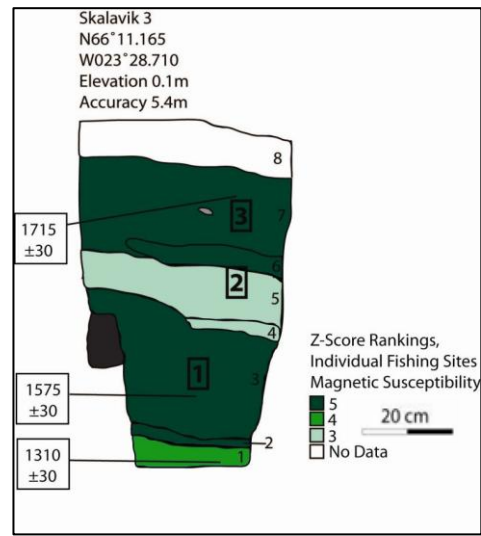 Skalavik 3
N66°11.165
W023°28.710
Elevation 0.1m
Accuracy 5.4m
8
7
3
1715
±30
6
2
5
4
Z-Score Rankings,
Individual Fishing Sites
Magnetic Susceptibility
5
4
3
No Data
20 cm
1
3
1575
±30
2
1310
±30
1